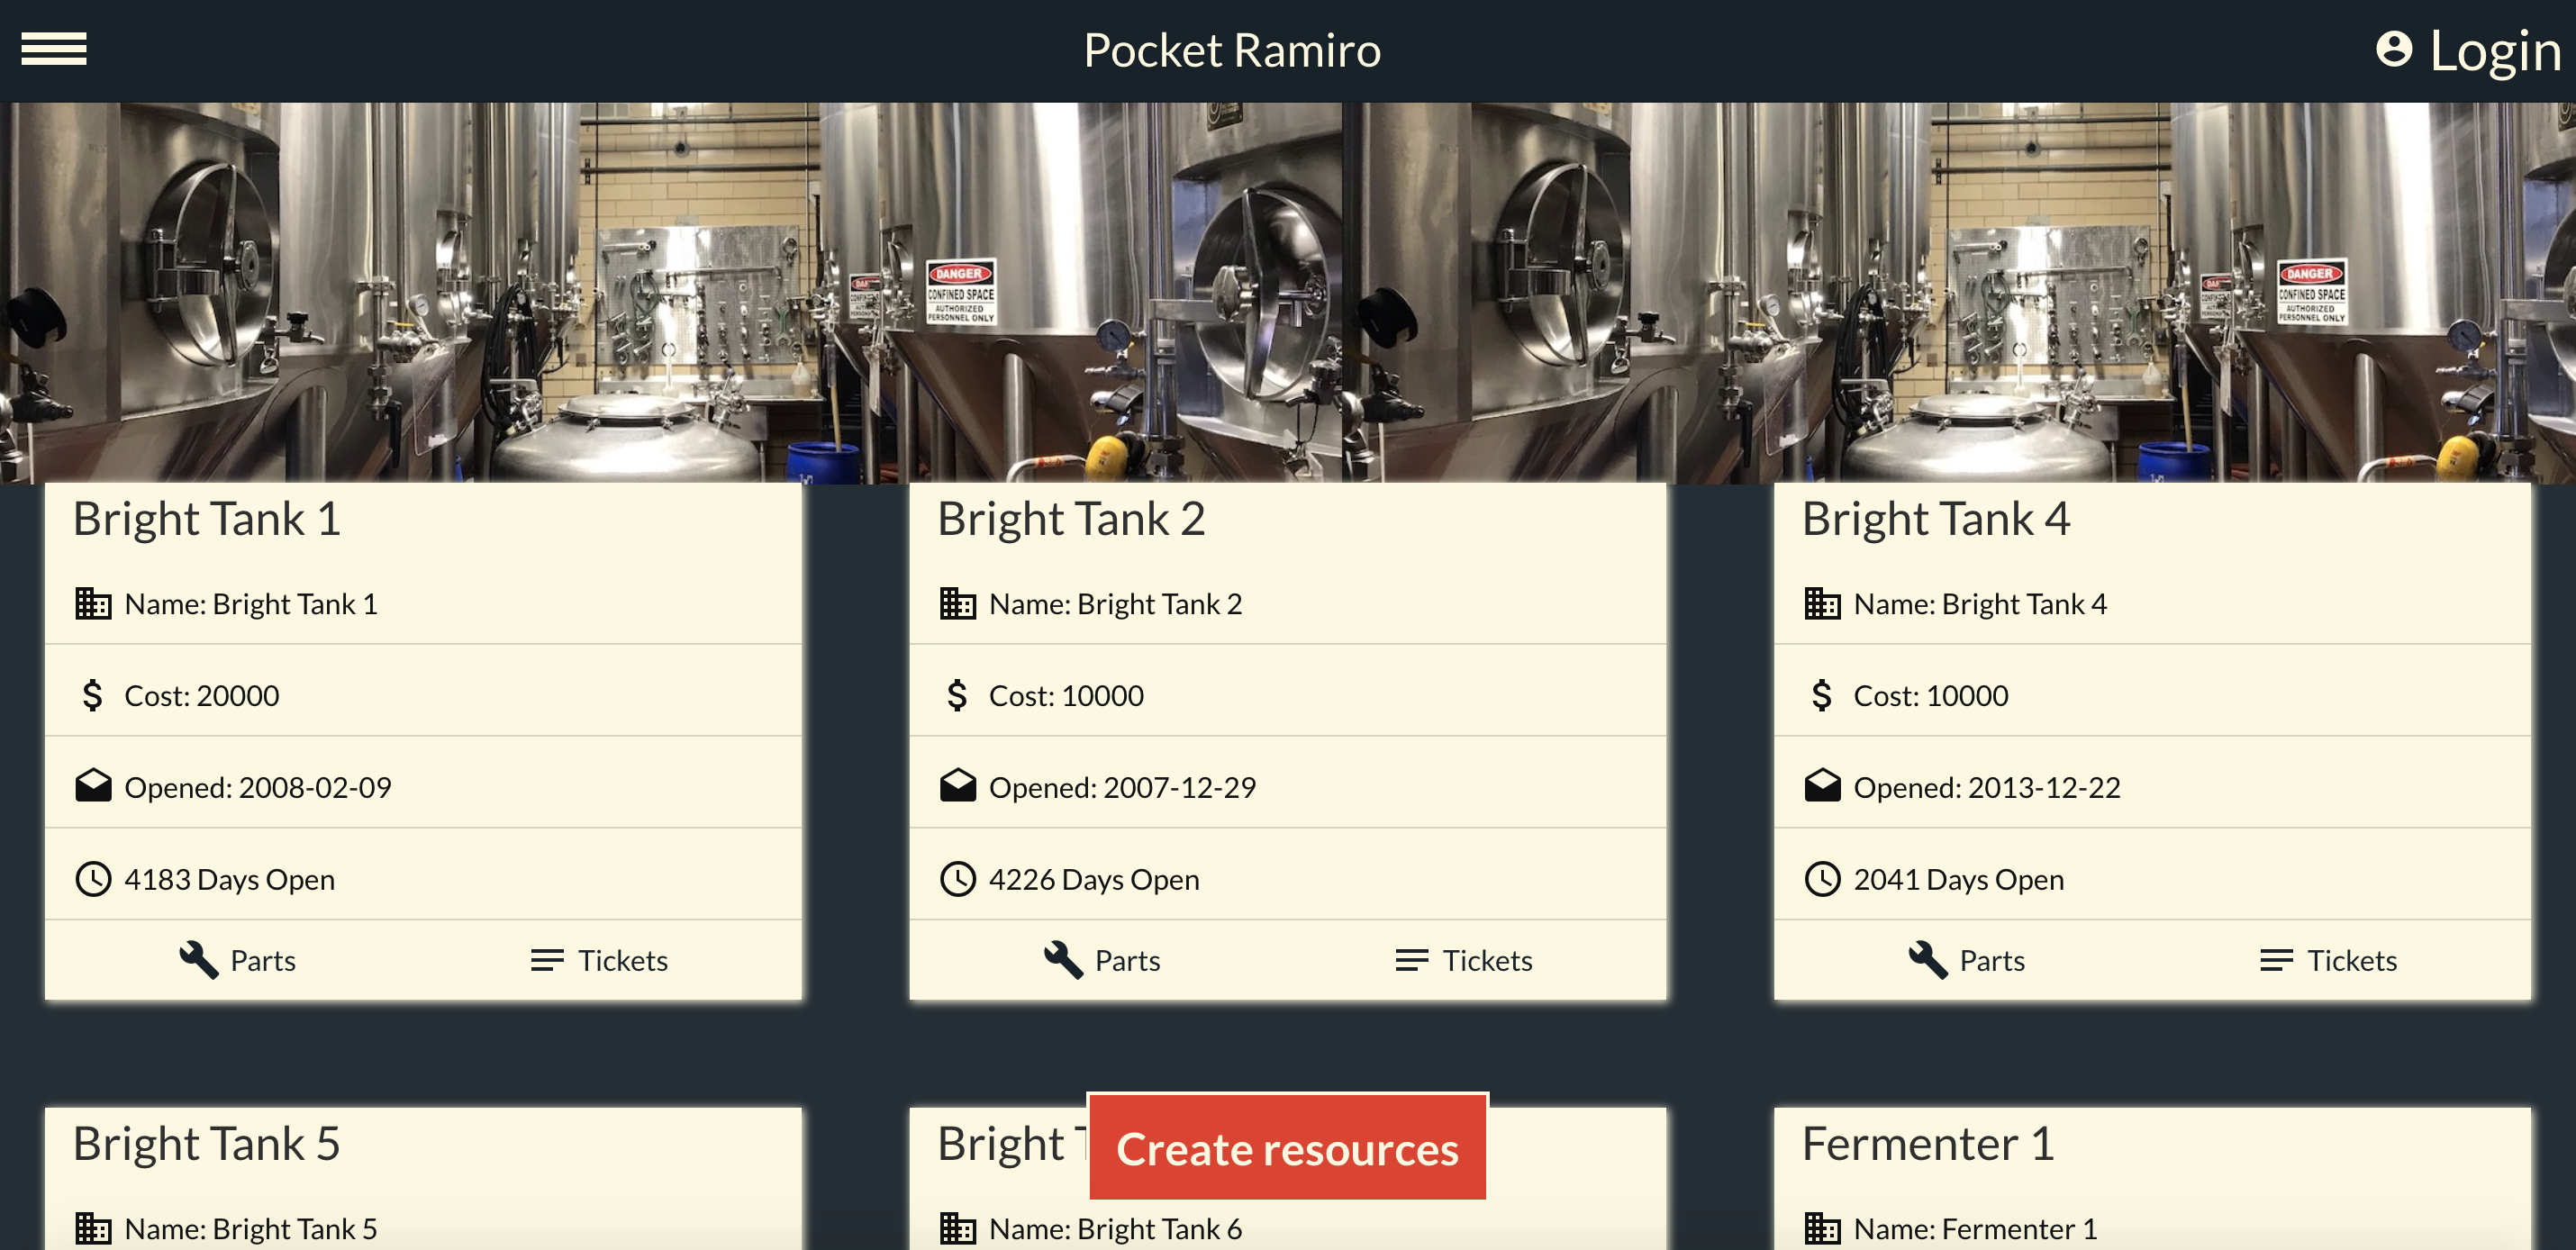 Pocket Ramiro
Login
DANGER
CONFINED SPACE
AUTHORIZED
PERSONNEL ONLY
DANGER
CONFINED SPACE
AUTHORIZED
PERSONNEL ONLY
Bright Tank 1
Name: Bright Tank 1
Cost: 20000
Opened: 2008-02-09
4183 Days Open
Parts
Tickets
Bright Tank 2
Name: Bright Tank 2
Cost: 10000
Opened: 2007-12-29
4226 Days Open
Parts
Tickets
Bright Tank 4
Name: Bright Tank 4
Cost: 10000
Opened: 2013-12-22
2041 Days Open
Parts
Tickets
Bright Tank 5
Name: Bright Tank 5
Bright
Name: Bright Tank 6
Create resources
Fermenter 1
Name: Fermenter 1